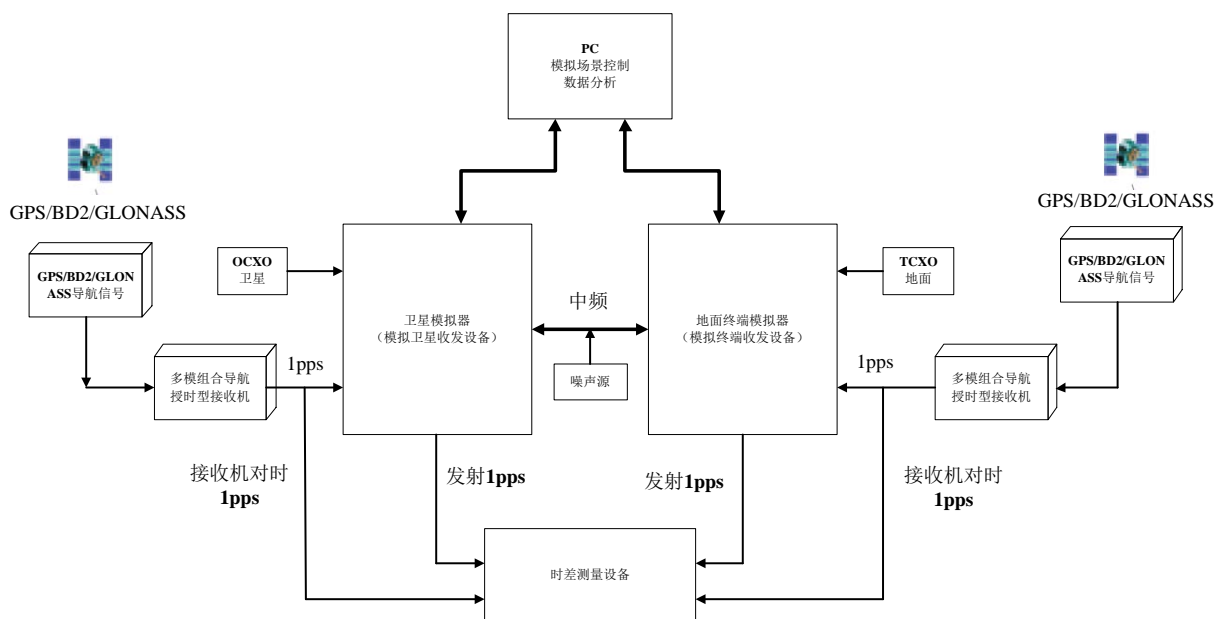 PC
模拟场景控制
数据分析
GPS/BD2/GLONASS
GPS/BD2/GLONASS
GPS/BD2/GLON
ASS导航信号
OCXO
卫星
TCXO
地面
GPS/BD2/GLON
ASS导航信号
中频
卫星模拟器
（模拟卫星收发设备）
地面终端模拟器
（模拟终端收发设备）
噪声源
1pps
1pps
多模组合导航
授时型接收机
多模组合导航
授时型接收机
接收机对时
1pps
发射1pps
发射1pps
接收机对时
1pps
时差测量设备